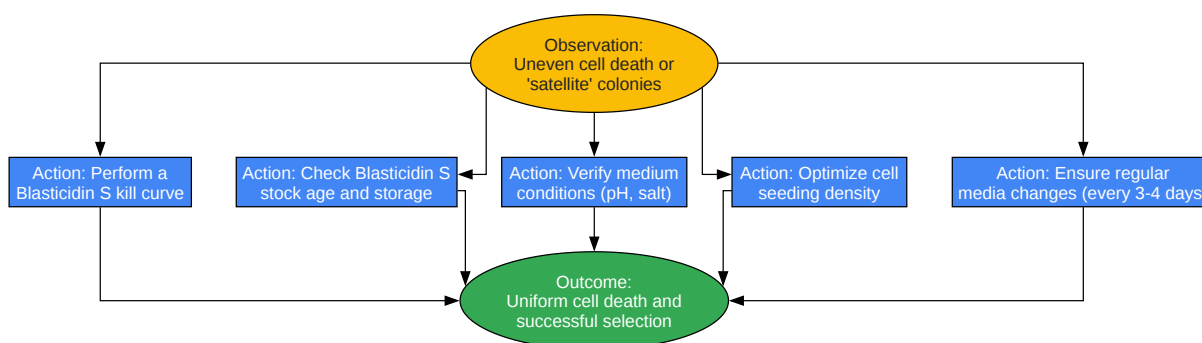 Observation:
Uneven cell death or
'satellite' colonies
Action: Perform a
Blasticidin S kill curve
Action: Check Blasticidin S
stock age and storage
Action: Verify medium
conditions (pH, salt)
Action: Optimize cell
seeding density
Action: Ensure regular
media changes (every 3-4 days
Outcome:
Uniform cell death and
successful selection